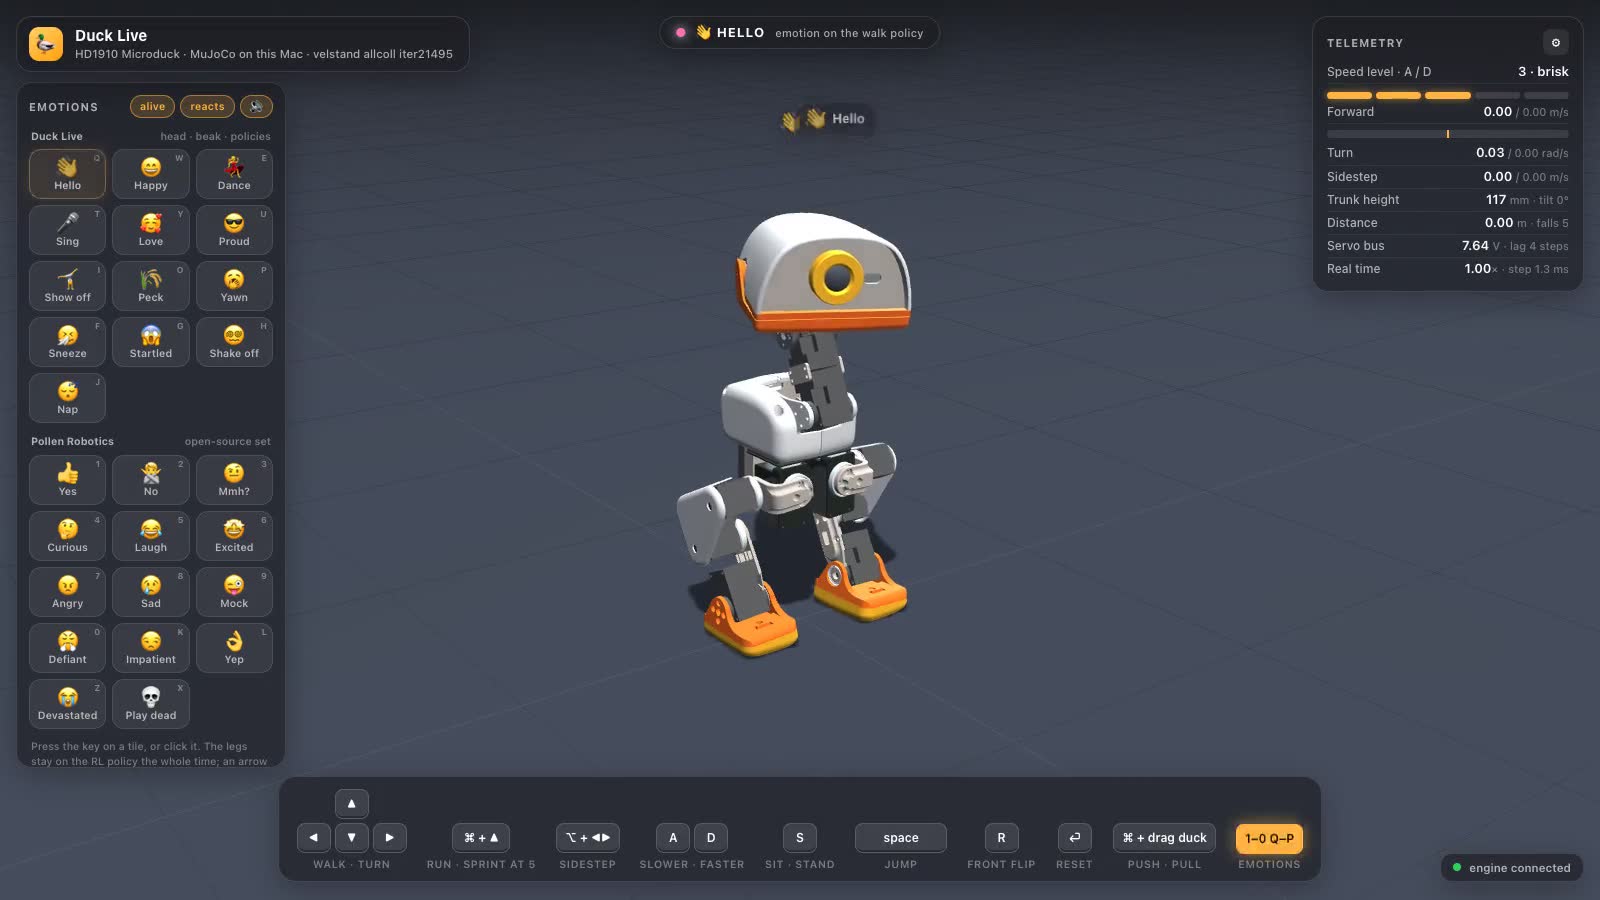 Duck Live
HD1910 Microduck · MuJoCo on this Mac · velstand allcoll iter21495
HELLO emotion on the walk policy
EMOTIONS alive reacts
Duck Live head · beak · policies
Q W E
Hello Happy Dance
T Y U
Sing Love Proud
I O P
Show off Peck Yawn
F G H
Sneeze Startled Shake off
J
Nap
Pollen Robotics open-source set
1 2 3
Yes No Mmh?
4 5 6
Curious Laugh Excited
7 8 9
Angry Sad Mock
0 K L
Defiant Impatient Yep
Z X
Devastated Play dead
Press the key on a tile, or click it. The legs
stay on the RL policy the whole time; an arrow
Hello
TELEMETRY
Speed level · A / D 3 · brisk
Forward 0.00 / 0.00 m/s
Turn 0.03 / 0.00 rad/s
Sidestep 0.00 / 0.00 m/s
Trunk height 117 mm · tilt 0°
Distance 0.00 m · falls 5
Servo bus 7.64 V · lag 4 steps
Real time 1.00× · step 1.3 ms
▲
◀ ▼ ▶ ⌘ + ▲ ⌥ + ◀▶ A D S space R ⏎ ⌘ + drag duck 1–0 Q–P
WALK · TURN RUN · SPRINT AT 5 SIDESTEP SLOWER · FASTER SIT · STAND JUMP FRONT FLIP RESET PUSH · PULL EMOTIONS
engine connected